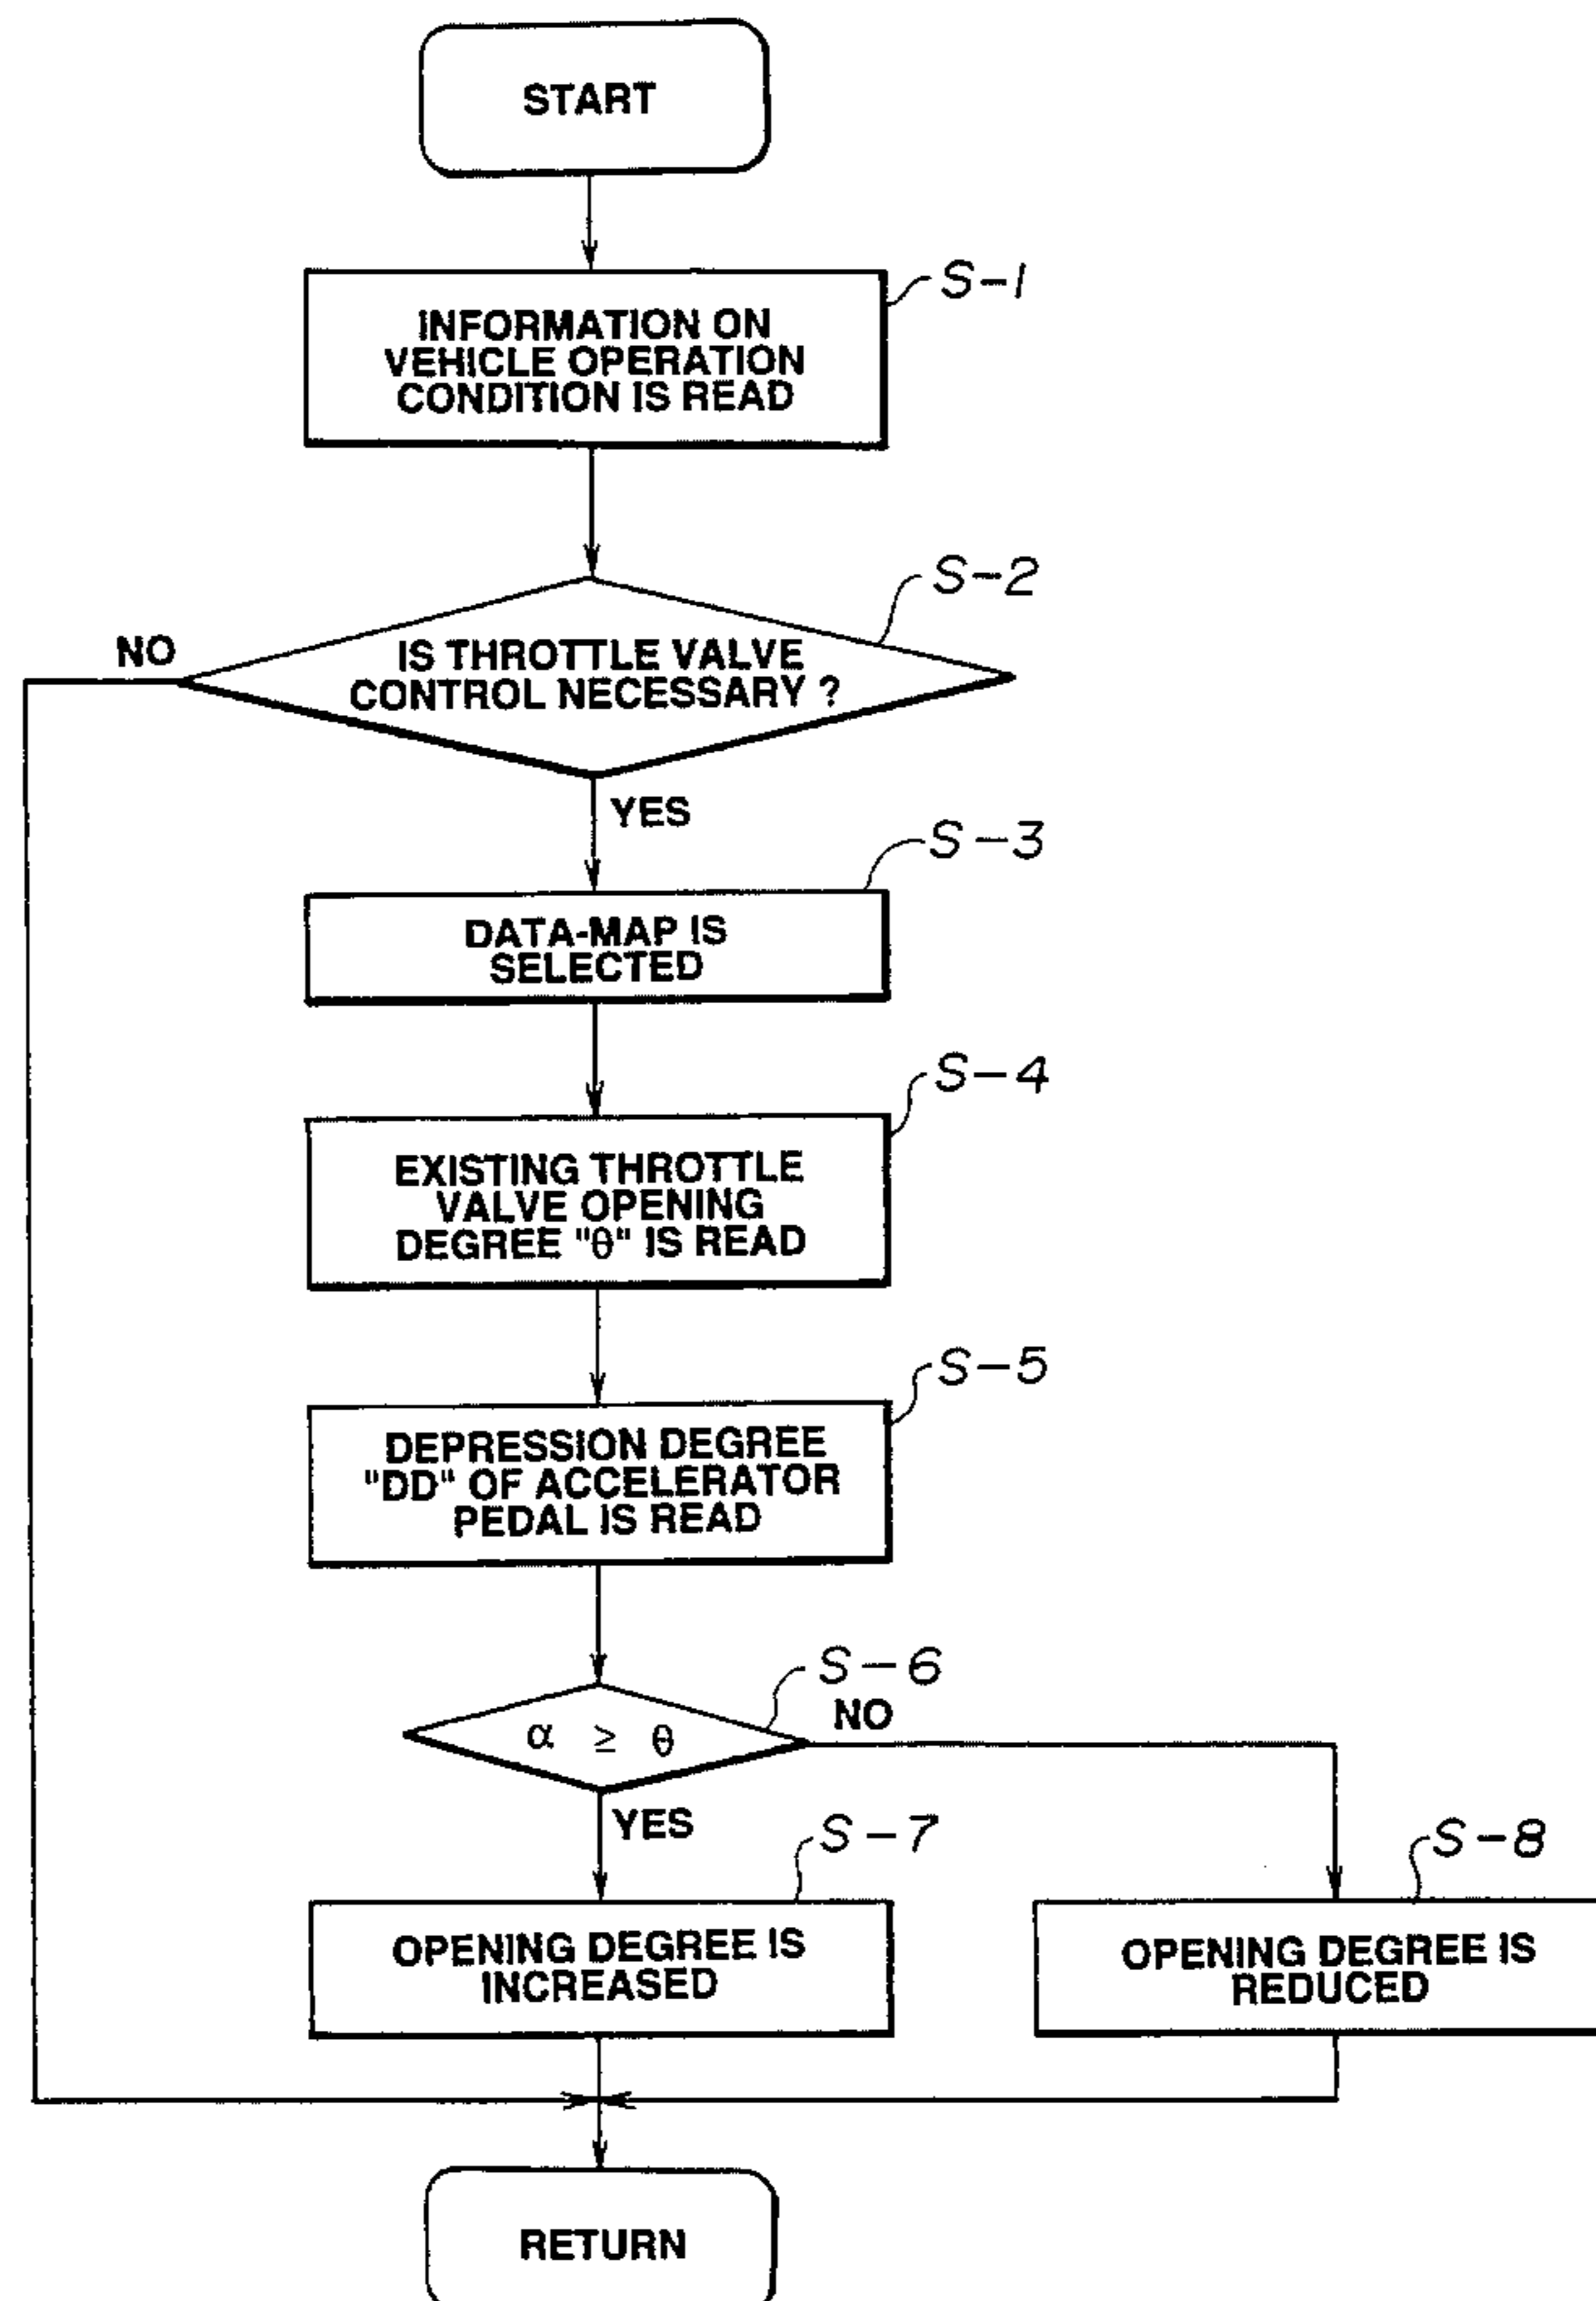 START
S-1
INFORMATION ON
VEHICLE OPERATION
CONDITION IS READ
S-2
NO
IS THROTTLE VALVE
CONTROL NECESSARY ?
YES
S-3
DATA-MAP IS
SELECTED
S-4
EXISTING THROTTLE
VALVE OPENING
DEGREE "θ" IS READ
S-5
DEPRESSION DEGREE
"DD" OF ACCELERATOR
PEDAL IS READ
S-6
NO
α ≥ θ
YES
S-7
S-8
OPENING DEGREE IS
INCREASED
OPENING DEGREE IS
REDUCED
RETURN